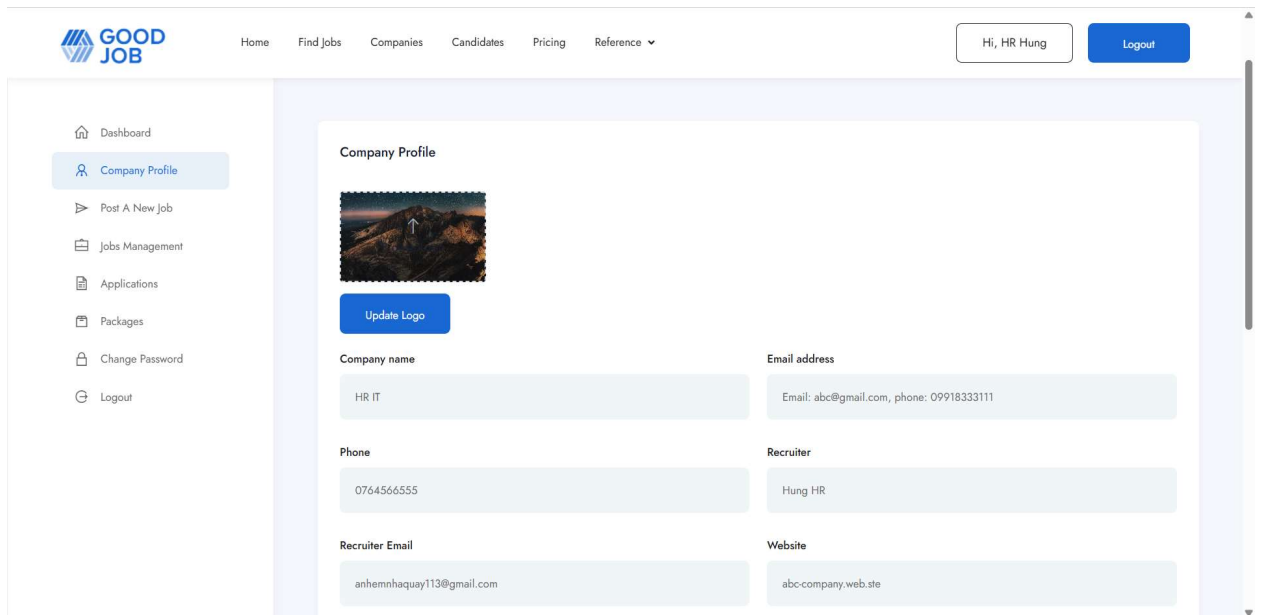 GOOD
JOB
Home Find Jobs Companies Candidates Pricing Reference
Hi, HR Hung
Logout
Dashboard
Company Profile
Post A New Job
Jobs Management
Applications
Packages
Change Password
Logout
Company Profile
Update Logo
Company name
HR IT
Email address
Email: abc@gmail.com, phone: 09918333111
Phone
0764566555
Recruiter
Hung HR
Recruiter Email
anhemnhaquay113@gmail.com
Website
abc-company.web.ste